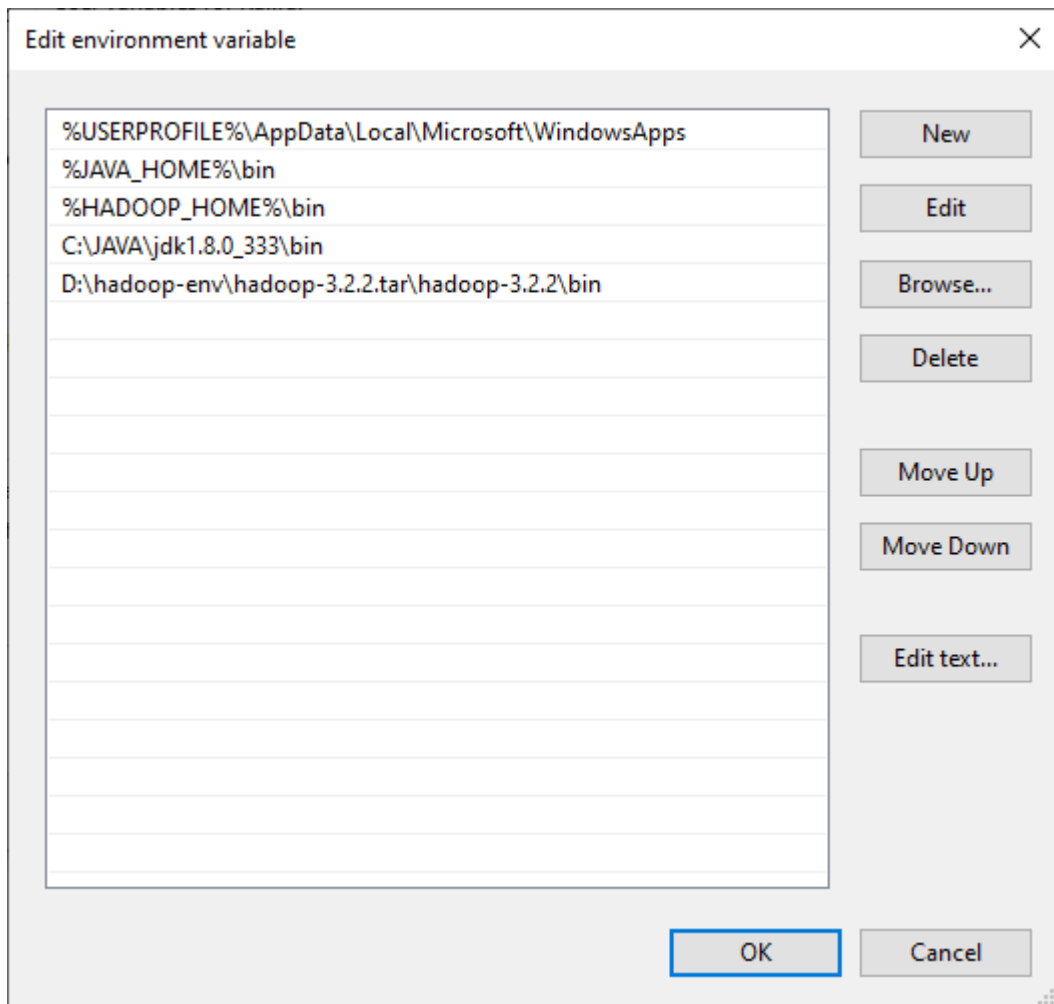 Edit environment variable
%USERPROFILE%\AppData\Local\Microsoft\WindowsApps
%JAVA_HOME%\bin
%HADOOP_HOME%\bin
C:\JAVA\jdk1.8.0_333\bin
D:\hadoop-env\hadoop-3.2.2.tar\hadoop-3.2.2\bin
New
Edit
Browse...
Delete
Move Up
Move Down
Edit text...
OK
Cancel